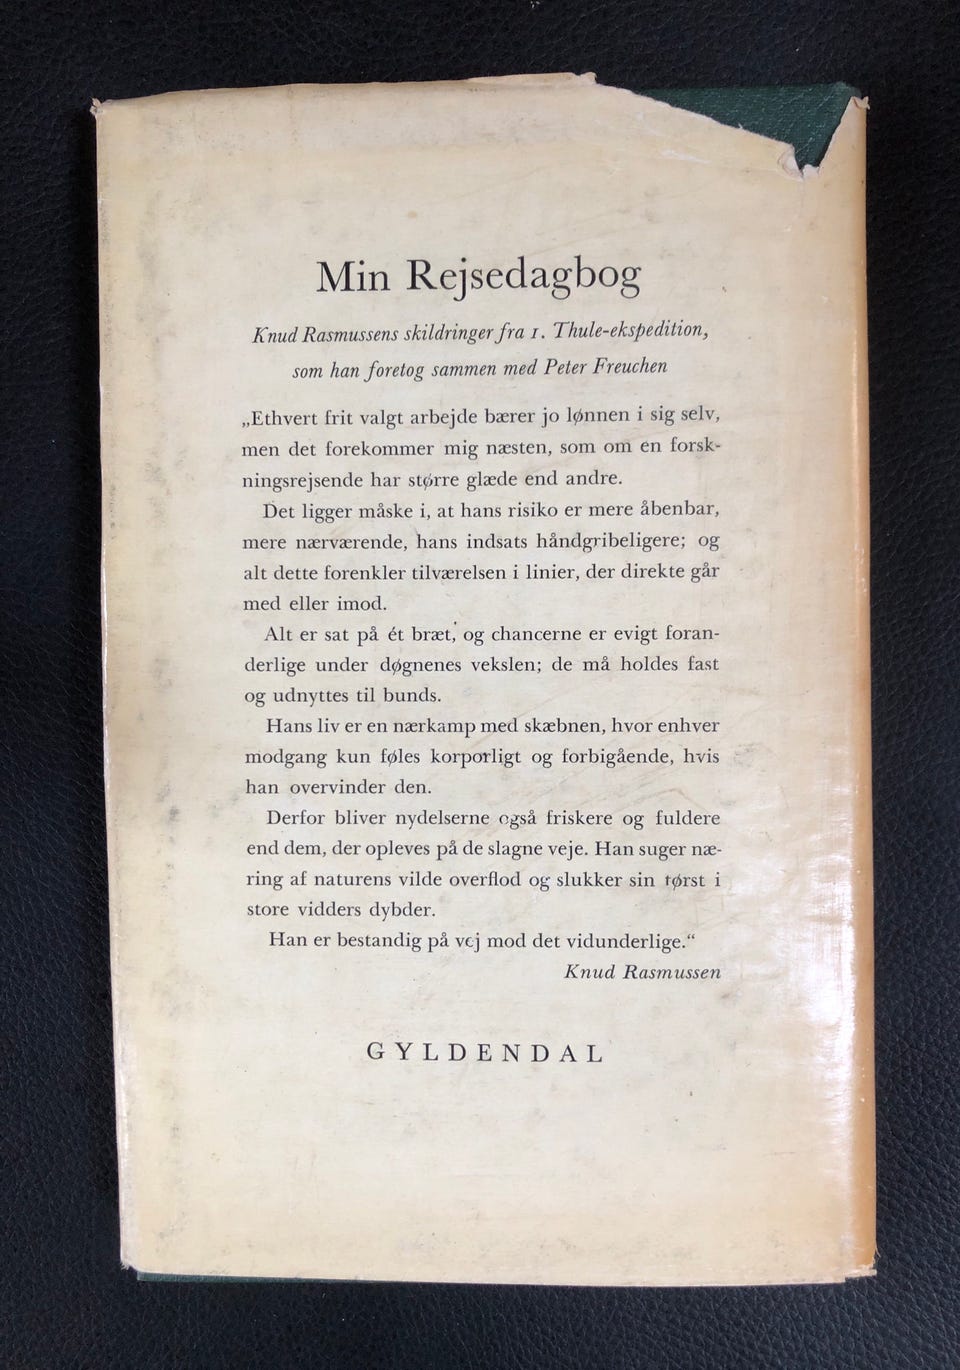 Min Rejsedagbog
Knud Rasmussens skildringer fra 1. Thule-ekspedition,
som han foretog sammen med Peter Freuchen
„Ethvert frit valgt arbejde bærer jo lønnen i sig selv,
men det forekommer mig næsten, som om en forsk-
ningsrejsende har større glæde end andre.
Det ligger måske i, at hans risiko er mere åbenbar,
mere nærværende, hans indsats håndgribeligere; og
alt dette forenkler tilværelsen i linier, der direkte går
med eller imod.
Alt er sat på ét bræt, og chancerne er evigt foran-
derlige under døgnenes vekslen; de må holdes fast
og udnyttes til bunds.
Hans liv er en nærkamp med skæbnen, hvor enhver
modgang kun føles korporligt og forbigående, hvis
han overvinder den.
Derfor bliver nydelserne også friskere og fuldere
end dem, der opleves på de slagne veje. Han suger næ-
ring af naturens vilde overflod og slukker sin tørst i
store vidders dybder.
Han er bestandig på vej mod det vidunderlige.“
Knud Rasmussen
GYLDENDAL